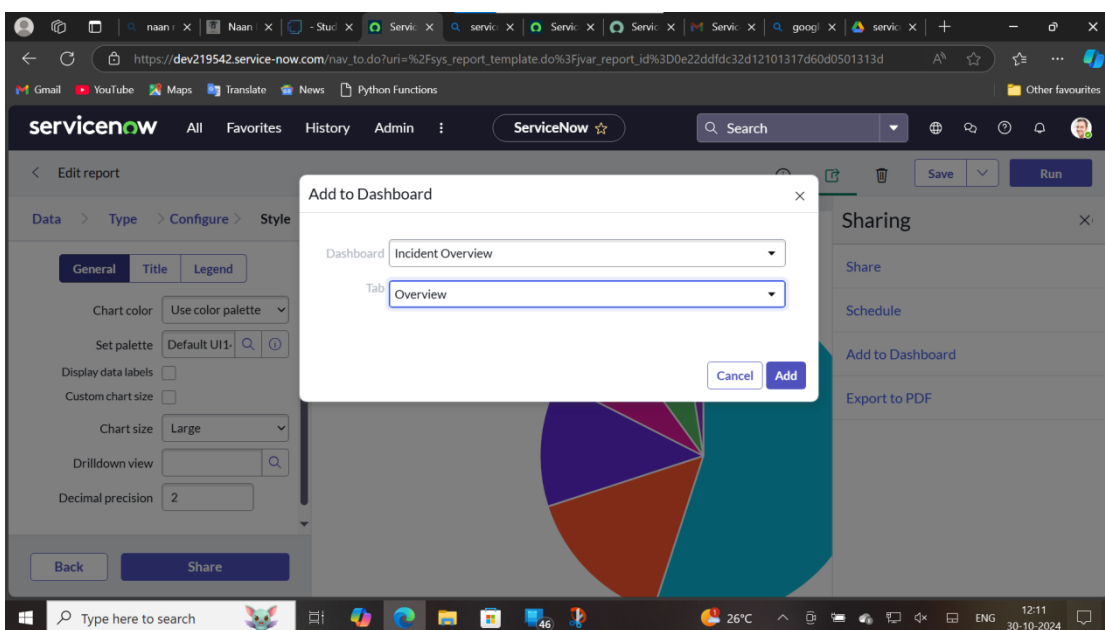 naan r Naan - Stud Servic servic Servic Servic Servic googl servic
https://dev219542.service-now.com/nav_to.do?uri=%2Fsys_report_template.do%3Fjvar_report_id%3D0e22ddfdc32d12101317d60d0501313d
Gmail YouTube Maps Translate News Python Functions Other favourites
servicenow All Favorites History Admin ServiceNow Search
Edit report Save Run
Add to Dashboard
Data > Type > Configure > Style
Sharing
Dashboard Incident Overview
General Title Legend
Share
Tab Overview
Chart color Use color palette
Schedule
Set palette Default UI1-
Add to Dashboard
Display data labels
Cancel Add
Custom chart size
Export to PDF
Chart size Large
Drilldown view
Decimal precision 2
Back Share
Type here to search
46
26°C ENG 12:11
30-10-2024